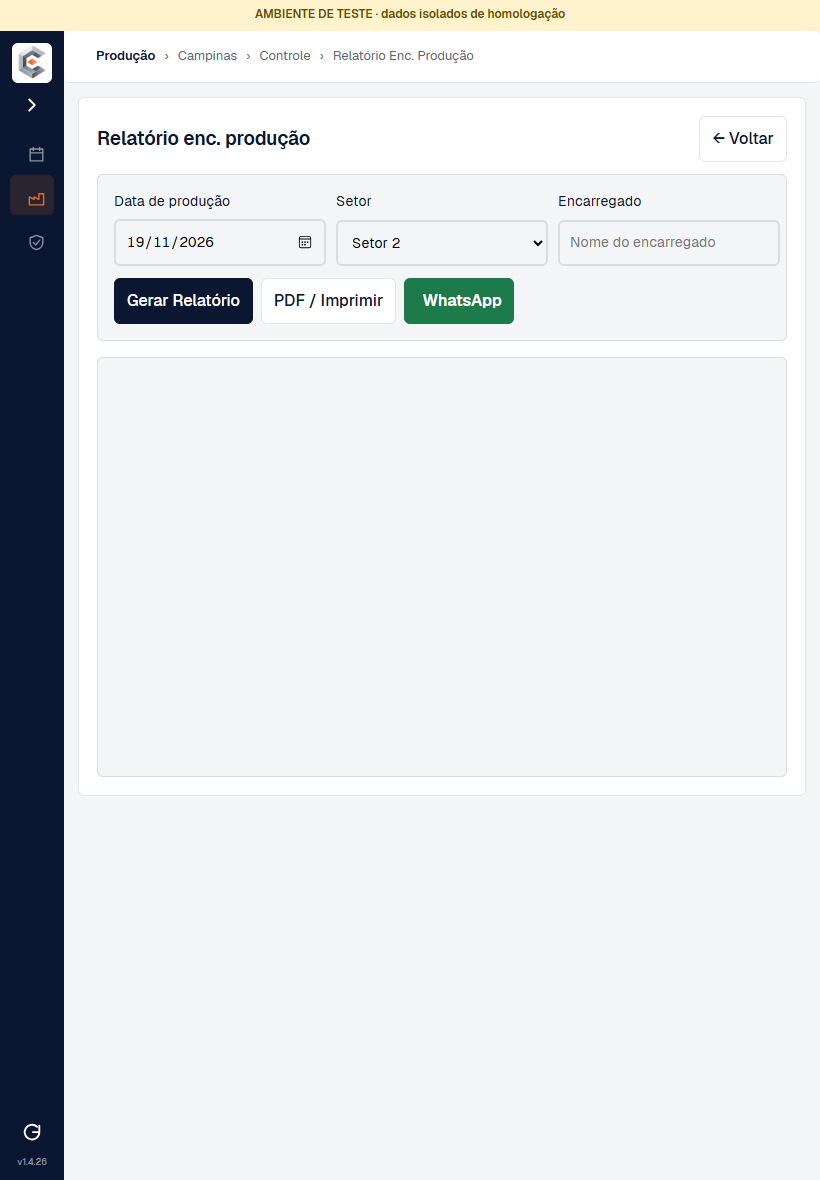 AMBIENTE DE TESTE · dados isolados de homologação
Produção › Campinas › Controle › Relatório Enc. Produção
Relatório enc. produção
← Voltar
Data de produção
Setor
Encarregado
19/11/2026
Setor 2
Nome do encarregado
Gerar Relatório
PDF / Imprimir
WhatsApp
v1.4.26